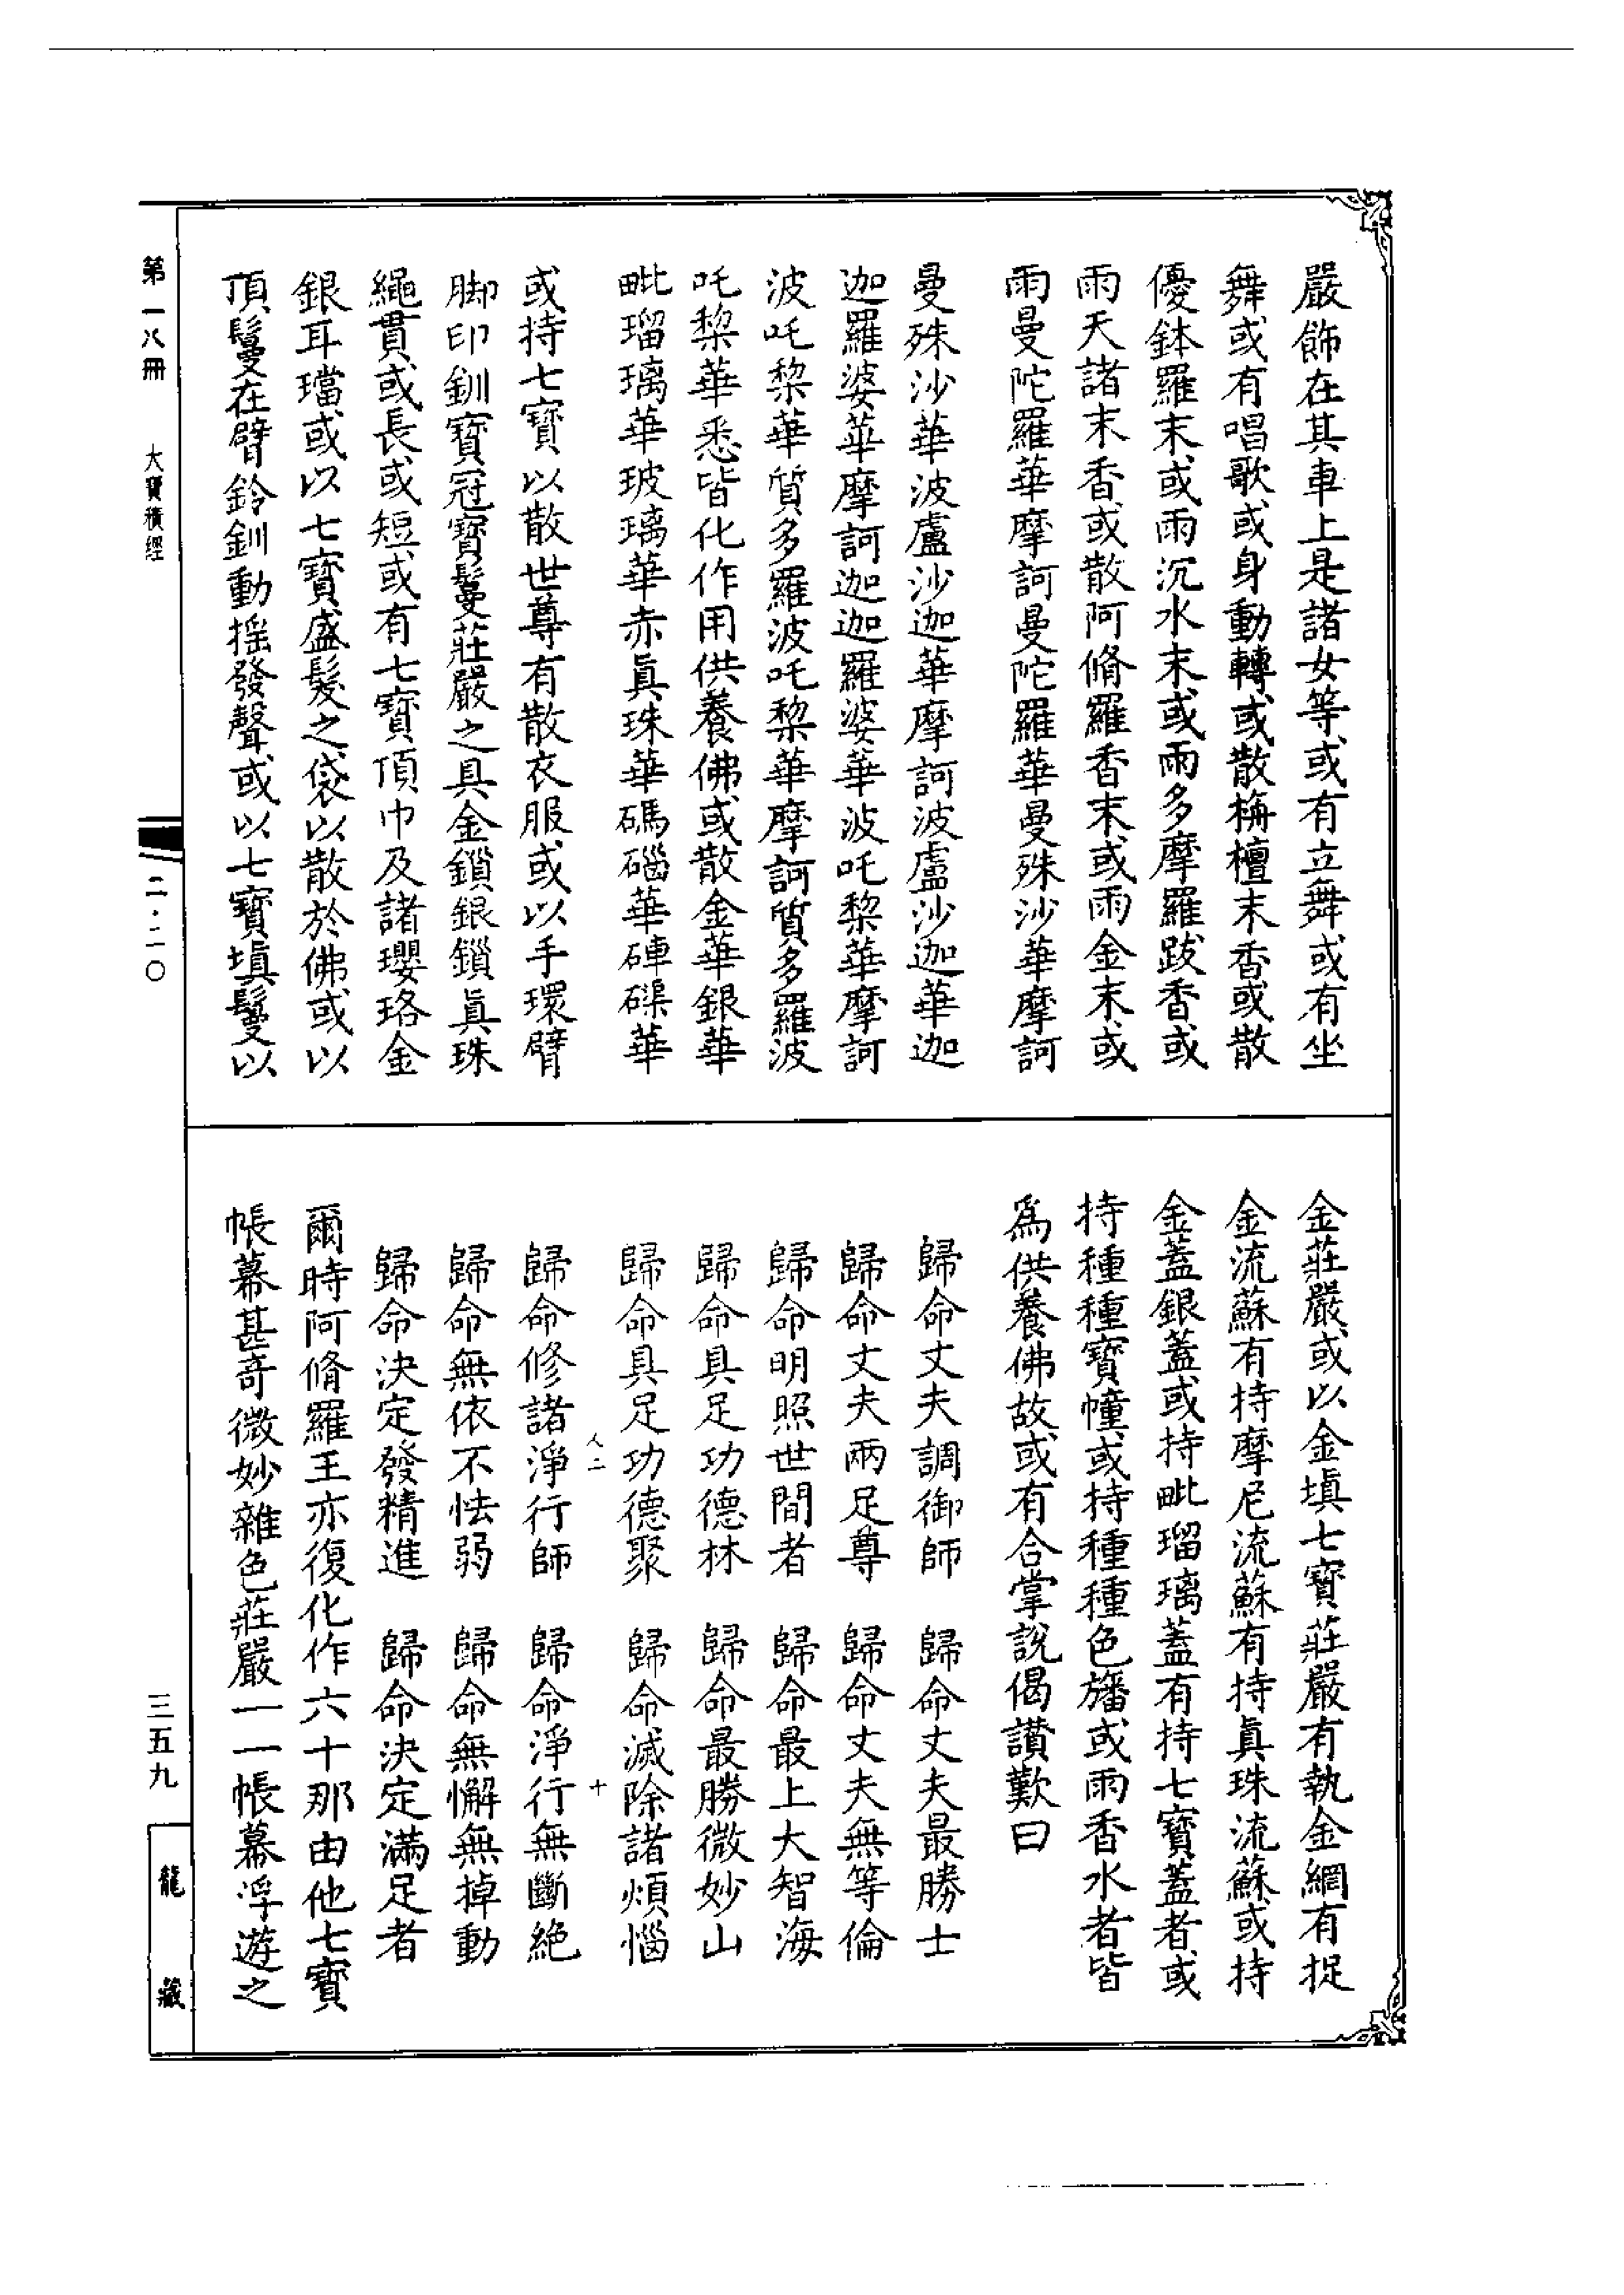 嚴飾在其車上是諸女等或有立舞或有坐
舞或有唱歌或身動轉或散栴檀末香或散
優鉢羅末或雨沉水末或雨多摩羅跋香或
雨天諸末香或散阿脩羅香末或雨金末或
雨曼陀羅華摩訶曼陀羅華曼殊沙華摩訶
曼殊沙華波盧沙迦華摩訶波盧沙迦華迦
迦羅婆華摩訶迦迦羅婆華波吒黎華摩訶
波吒黎華質多羅波吒黎華摩訶質多羅波
吒黎華悉皆化作用供養佛或散金華銀華
毗瑠璃華玻璃華赤眞珠華碼碯華硨磲華
或持七寶以散世尊有散衣服或以手環臂
脚印釧寶冠寶鬘莊嚴之具金鎖銀鎖眞珠
繩貫或長或短或有七寶頂巾及諸瓔珞金
銀耳璫或以七寶盛髮之袋以散於佛或以
頂鬘在臂鈴釧動揺發聲或以七寶塡鬘以
金莊嚴或以金塡七寶莊嚴有執金網有捉
金流蘇有持摩尼流蘇有持眞珠流蘇或持
金蓋銀蓋或持毗瑠璃蓋有持七寶蓋者或
持種種寶幢或持種種色旛或雨香水者皆
爲供養佛故或有合掌說偈讚歎曰
歸命丈夫調御師　歸命丈夫最勝士
歸命丈夫兩足尊　歸命丈夫無等倫
歸命明照世間者　歸命最上大智海
歸命具足功德林　歸命最勝微妙山
歸命具足功德聚　歸命滅除諸煩惱
人二　十
歸命修諸淨行師　歸命淨行無斷絶
歸命無依不怯弱　歸命無懈無掉動
歸命決定發精進　歸命決定滿足者
爾時阿脩羅王亦復化作六十那由他七寶
帳幕甚奇微妙雜色莊嚴一一帳幕浮遊之
第一八冊　大寶積經　二·二〇　三五九　龍藏